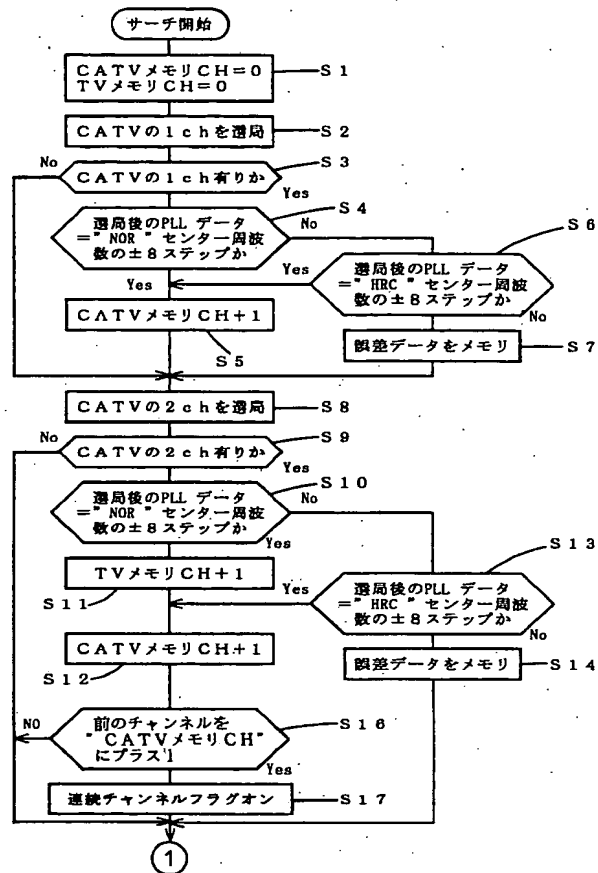 サーチ開始
CATVメモリCH=0
TVメモリCH=0
S1
CATVの1chを選局
S2
S3
No
CATVの1ch有りか
Yes
S4
選局後のPLL データ
="NOR" センター周波
数の±8ステップか
No
Yes
S6
選局後のPLL データ
="HRC" センター周波
数の±8ステップか
Yes
No
CATVメモリCH+1
S5
誤差データをメモリ
S7
CATVの2chを選局
S8
S9
No
CATVの2ch有りか
Yes
S10
選局後のPLL データ
="NOR" センター周波
数の±8ステップか
No
Yes
S13
TVメモリCH+1
S11
選局後のPLL データ
="HRC" センター周波
数の±8ステップか
Yes
No
CATVメモリCH+1
S12
誤差データをメモリ
S14
前のチャンネルを
"CATVメモリCH"
にプラス1
S16
NO
Yes
連続チャンネルフラグオン
S17
1